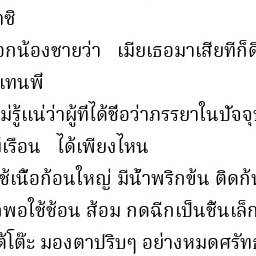 าซิ
อกน้องชายว่า เมียเธอมาเสียทีก็ดี
แทนพี่
ม่รู้แน่ว่าผู้ที่ได้ชื่อว่าภรรยาในปัจจุ
เรือน ได้เพียงไหน
ช้เนื้อก้อนใหญ่ มีน้ำพริกข้น ติดก้น
พอใช้ช้อน ส้อม กดฉีกเป็นชิ้นเล็ก
ต้โต๊ะ มองตาปริบๆ อย่างหมดศรัท